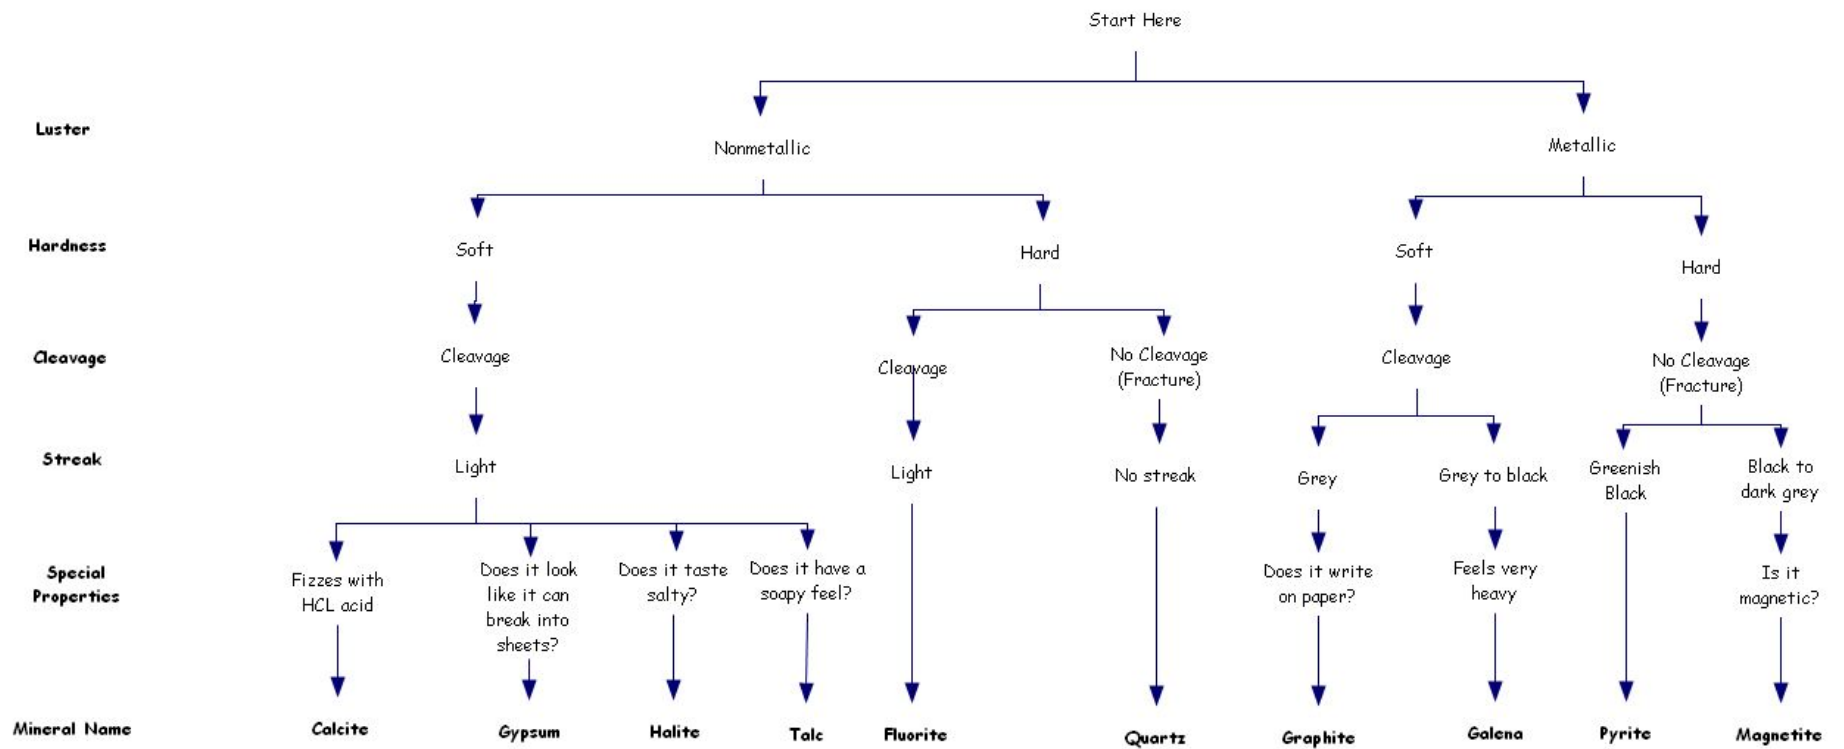 Start Here
Luster
Nonmetallic
Metallic
Hardness
Soft
Hard
Soft
Hard
Cleavage
Cleavage
Cleavage
No Cleavage
(Fracture)
Cleavage
No Cleavage
(Fracture)
Streak
Light
Light
No streak
Grey
Grey to black
Greenish
Black
Black to
dark grey
Special
Properties
Fizzes with
HCL acid
Does it look
like it can
break into
sheets?
Does it taste
salty?
Does it have a
soapy feel?
Does it write
on paper?
Feels very
heavy
Is it
magnetic?
Mineral Name
Calcite
Gypsum
Halite
Talc
Fluorite
Quartz
Graphite
Galena
Pyrite
Magnetite